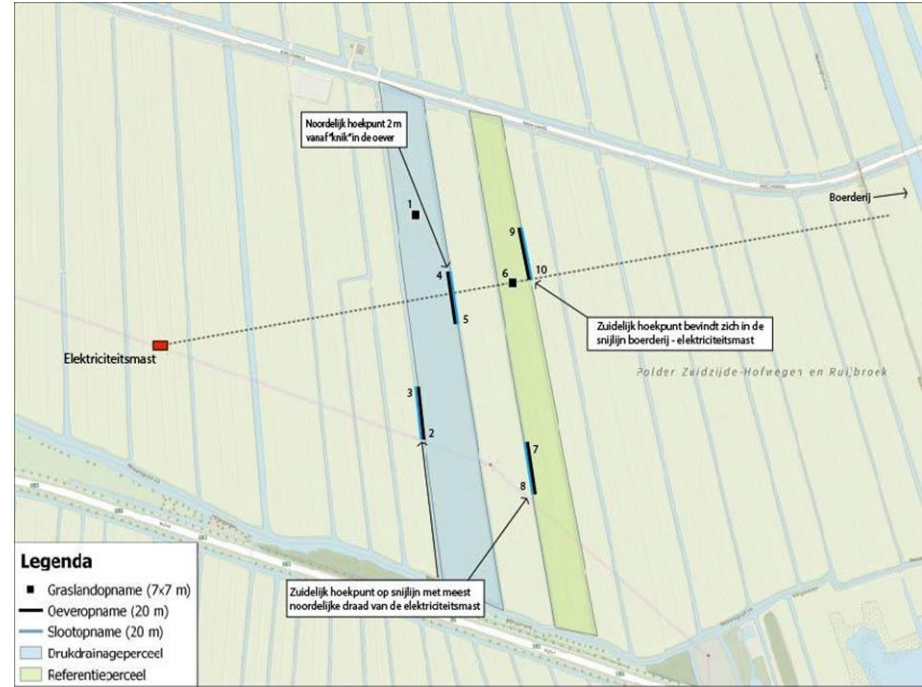 Noordelijk hoekpunt 2 m
vanaf "knik" in de oever
Boerderij
1
9
4
6
10
5
Zuidelijk hoekpunt bevindt zich in de
snijlijn boerderij - elektriciteitsmast
Elektriciteitsmast
Polder Zuidzijde-Hofwegen en Ruijbroek
3
2
7
8
Zuidelijk hoekpunt op snijlijn met meest
noordelijke draad van de elektriciteitsmast
Legenda
Graslandopname (7x7 m)
Oeveropname (20 m)
Slootopname (20 m)
Drukdrainageperceel
Referentieperceel